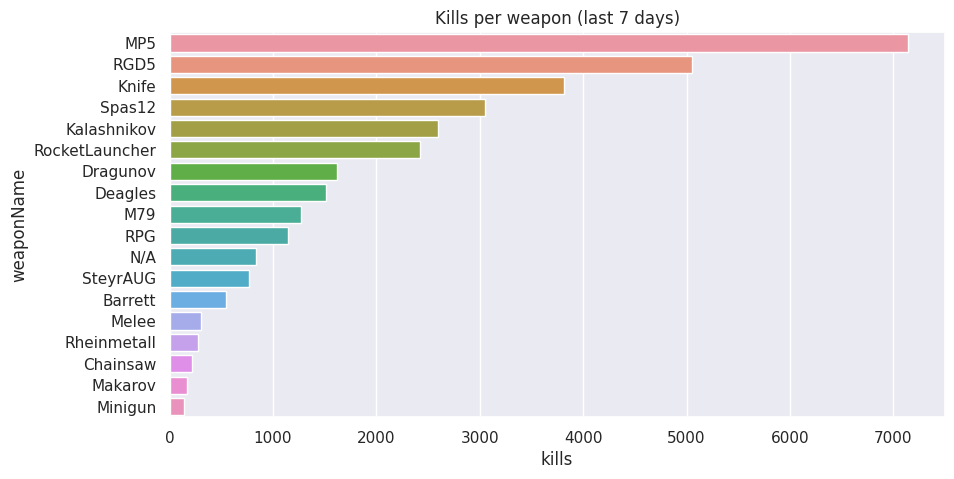 Kills per weapon (last 7 days)
weaponName
MP5
RGD5
Knife
Spas12
Kalashnikov
RocketLauncher
Dragunov
Deagles
M79
RPG
N/A
SteyrAUG
Barrett
Melee
Rheinmetall
Chainsaw
Makarov
Minigun
0 1000 2000 3000 4000 5000 6000 7000
kills